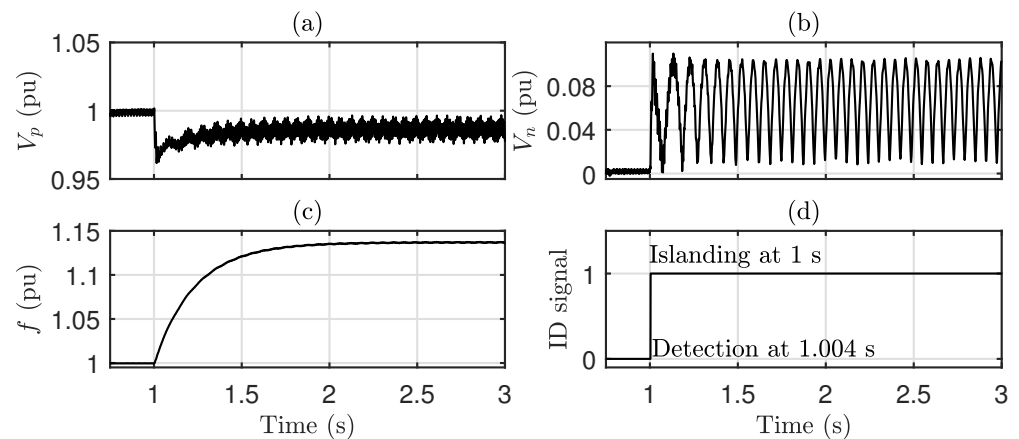 (a)
1.05
1
0.95
V_p (pu)
(b)
0.08
0.04
0
V_n (pu)
(c)
1.15
1.1
1.05
1
f (pu)
1 1.5 2 2.5 3
Time (s)
(d)
Islanding at 1 s
1
Detection at 1.004 s
0
ID signal
1 1.5 2 2.5 3
Time (s)